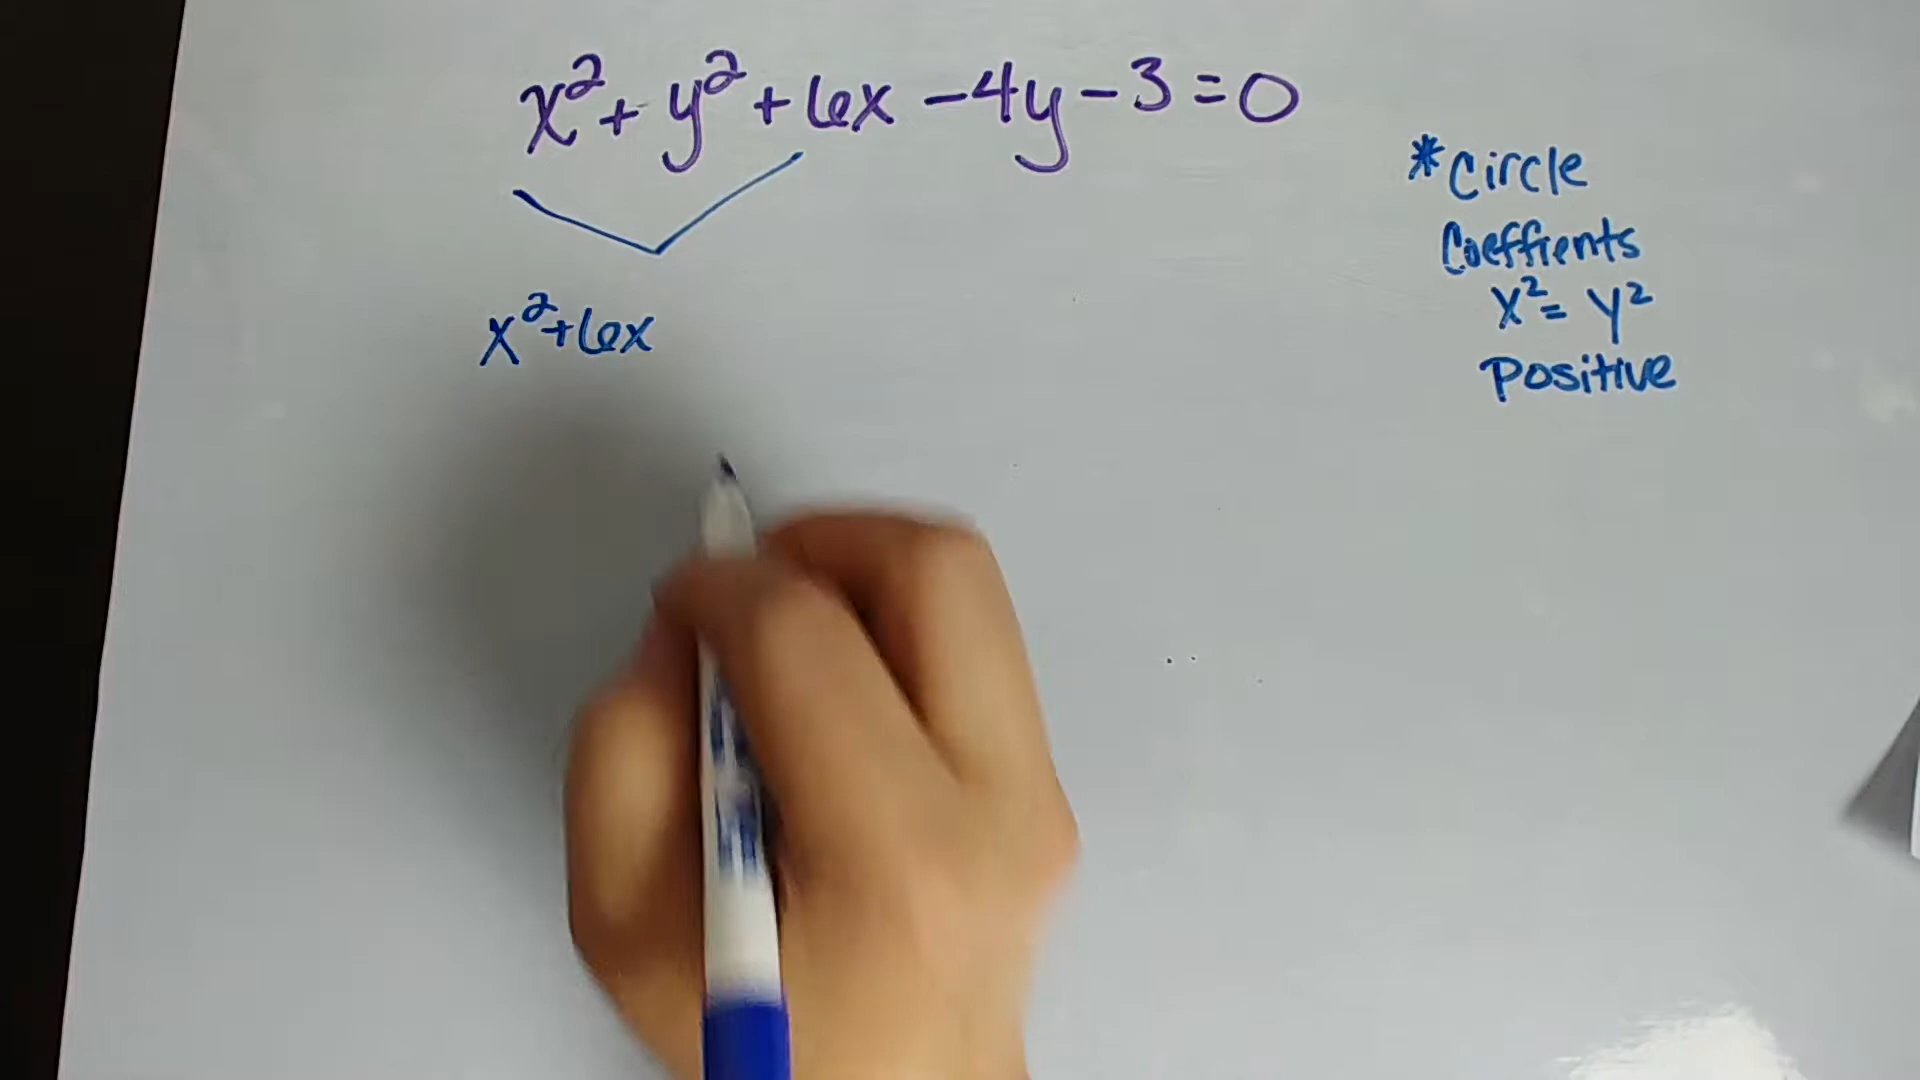 x²+y²+6x-4y-3=0
*Circle
Coeffients
x²=y²
Positive
x²+6x